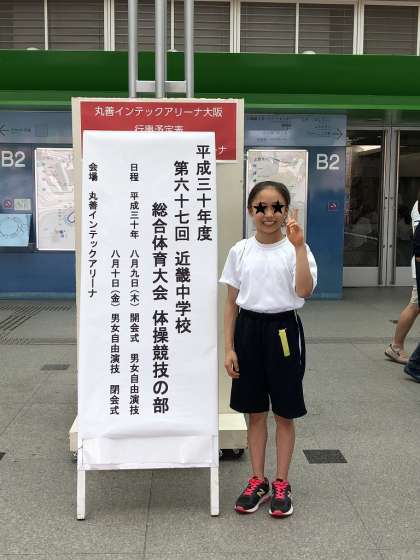 丸善インテックアリーナ大阪
行事予定表
平成三十年度
第六十七回 近畿中学校
総合体育大会 体操競技の部
日程 平成三十年 八月九日(木) 開会式 男女自由演技
八月十日(金) 男女自由演技 閉会式
会場 丸善インテックアリーナ
B2
B2